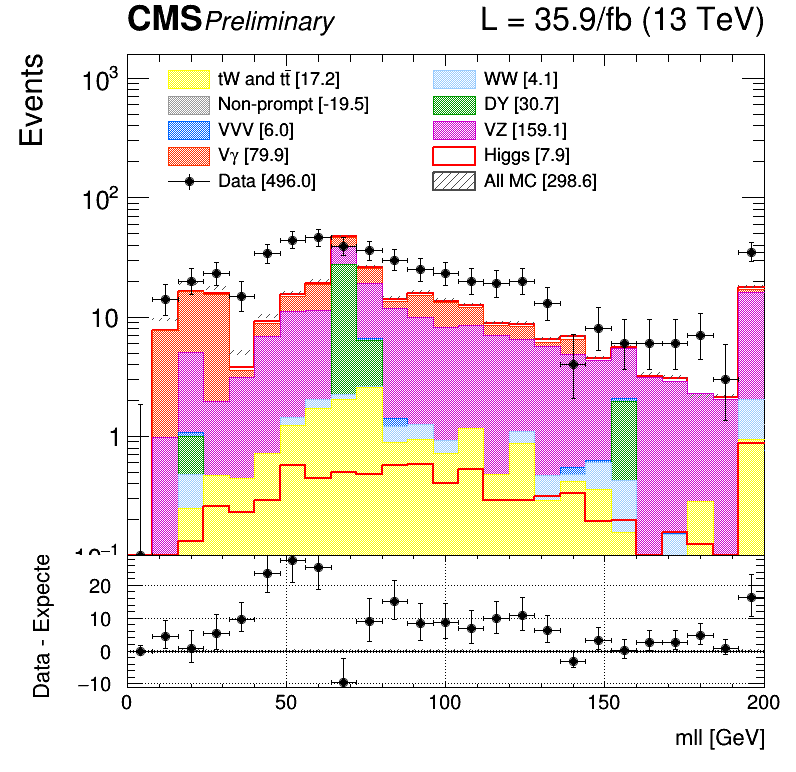 CMS Preliminary L = 35.9/fb (13 TeV)
Events
10³
10²
10
1
10⁻¹
tW and tt̄ [17.2] WW [4.1]
Non-prompt [-19.5] DY [30.7]
VVV [6.0] VZ [159.1]
Vγ [79.9] Higgs [7.9]
Data [496.0] All MC [298.6]
Data - Expecte
20
10
0
−10
0 50 100 150 200
mll [GeV]